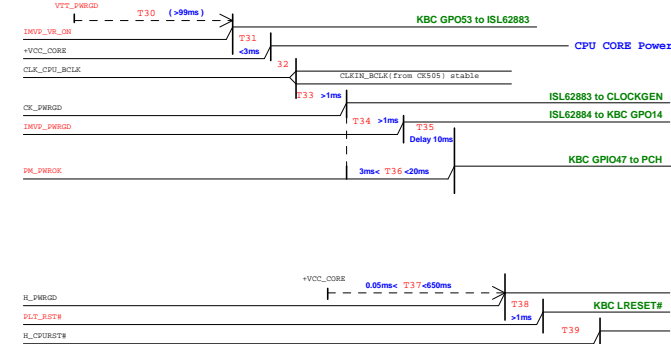 VTT_PWRGD
T30 (>99ms)
KBC GPO53 to ISL62883
IMVP_VR_ON
T31
<3ms
+VCC_CORE
CPU CORE Power
CLK_CPU_BCLK
32
CLKIN_BCLK(from CK505) stable
T33 >1ms
ISL62883 to CLOCKGEN
CK_PWRGD
T34 >1ms
ISL62884 to KBC GPO14
IMVP_PWRGD
T35
Delay 10ms
KBC GPIO47 to PCH
PM_PWROK
3ms< T36 <20ms
+VCC_CORE
0.05ms< T37 <650ms
H_PWRGD
T38
>1ms
KBC LRESET#
PLT_RST#
T39
H_CPURST#